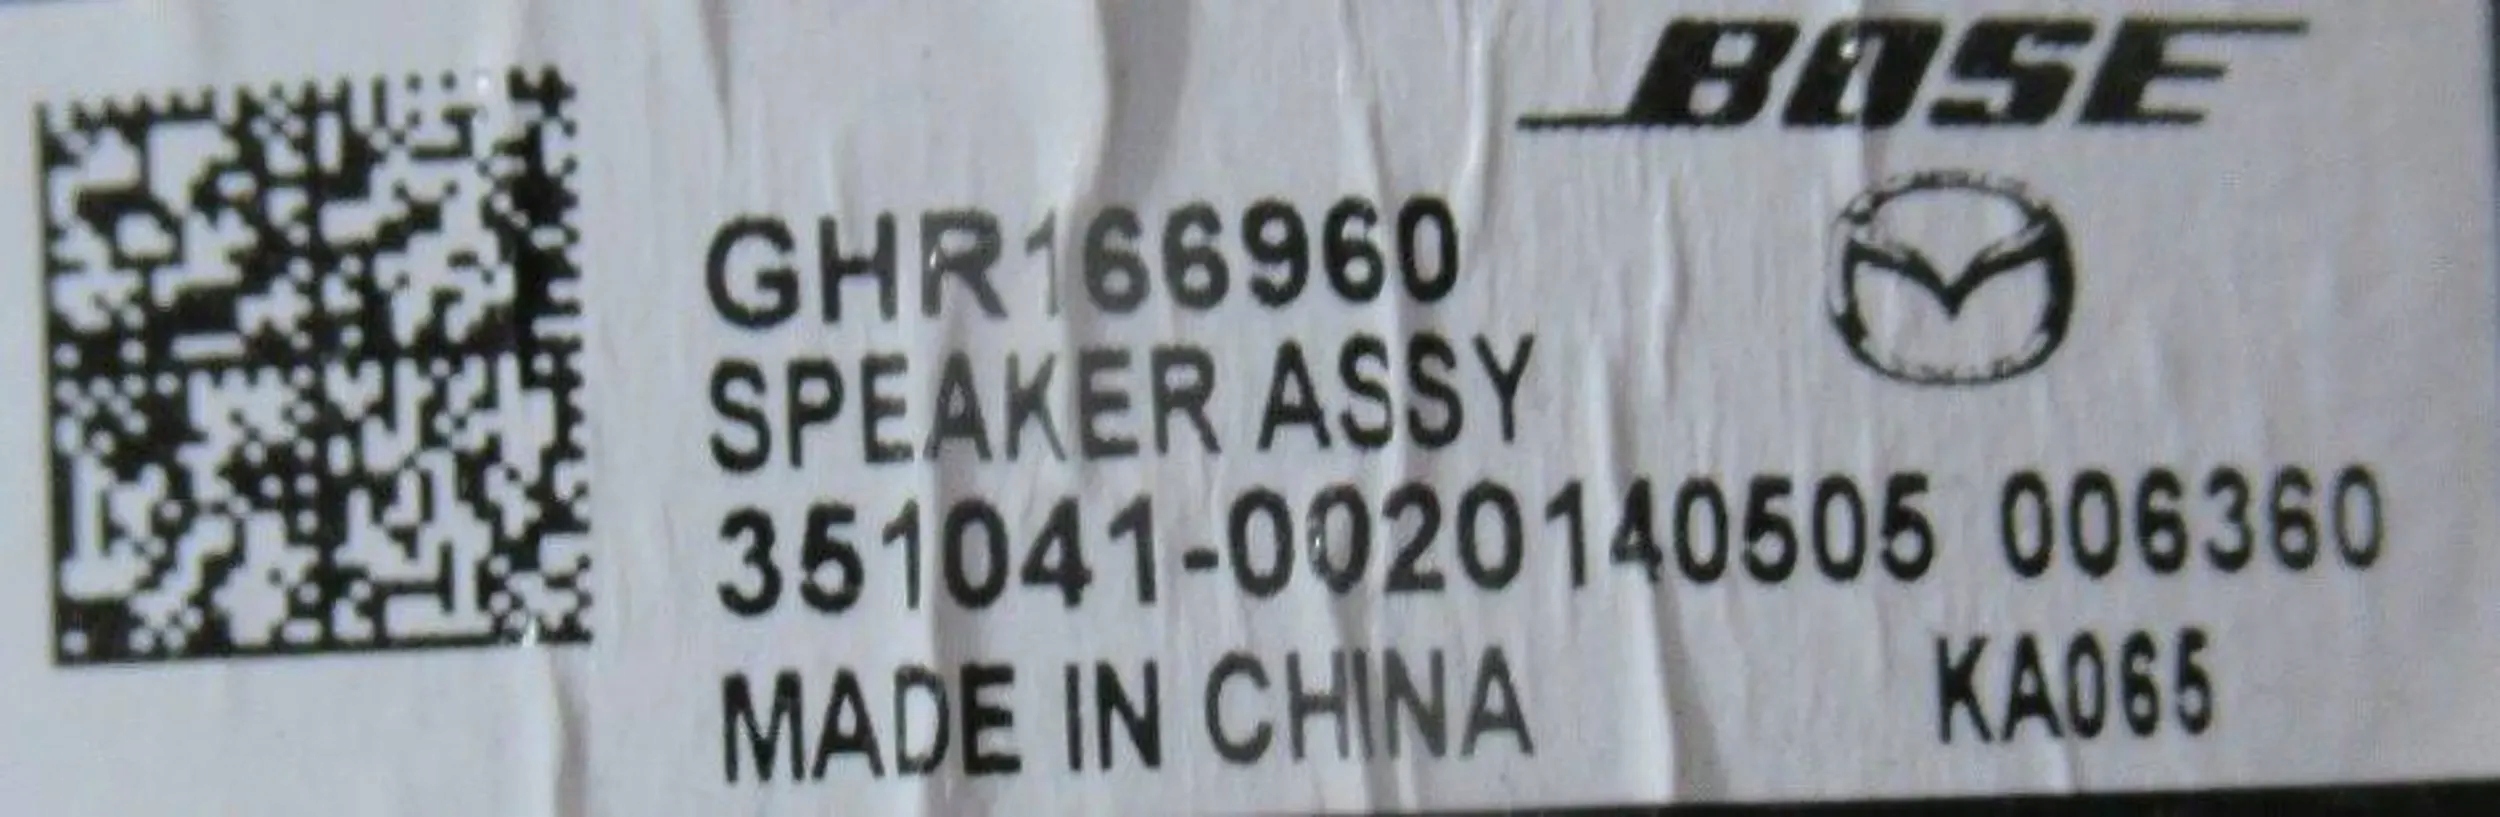 BOSE
GHR166960
SPEAKER ASSY
351041-0020140505 006360
MADE IN CHINA
KA065